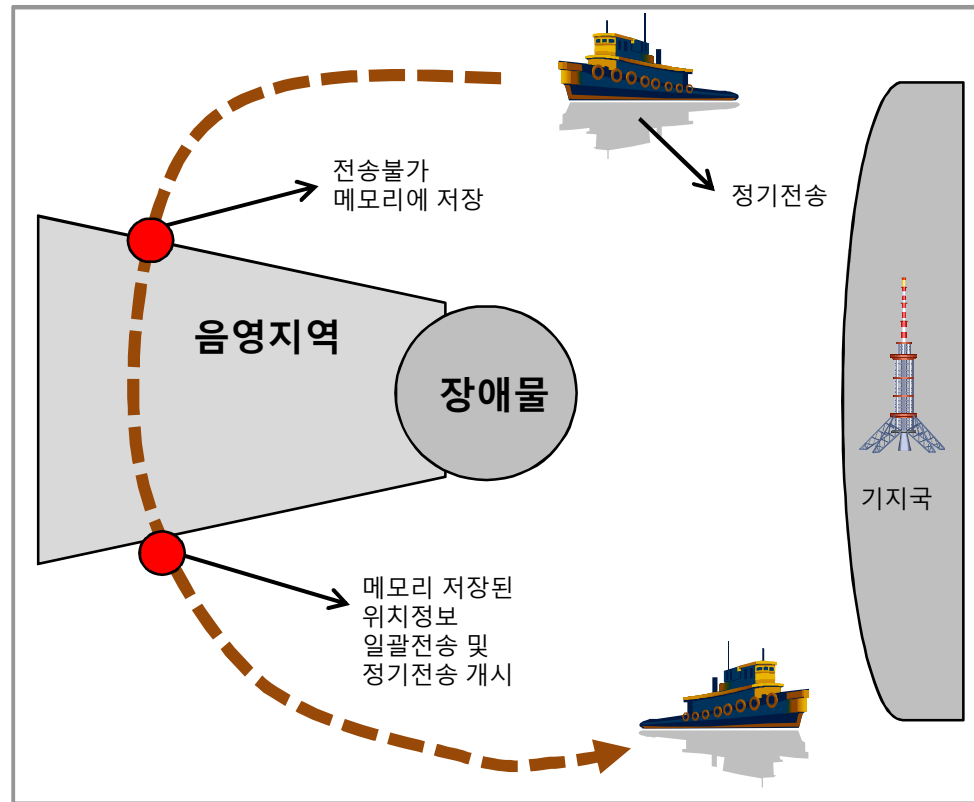 전송불가
메모리에 저장
정기전송
음영지역
장애물
기지국
메모리 저장된
위치정보
일괄전송 및
정기전송 개시